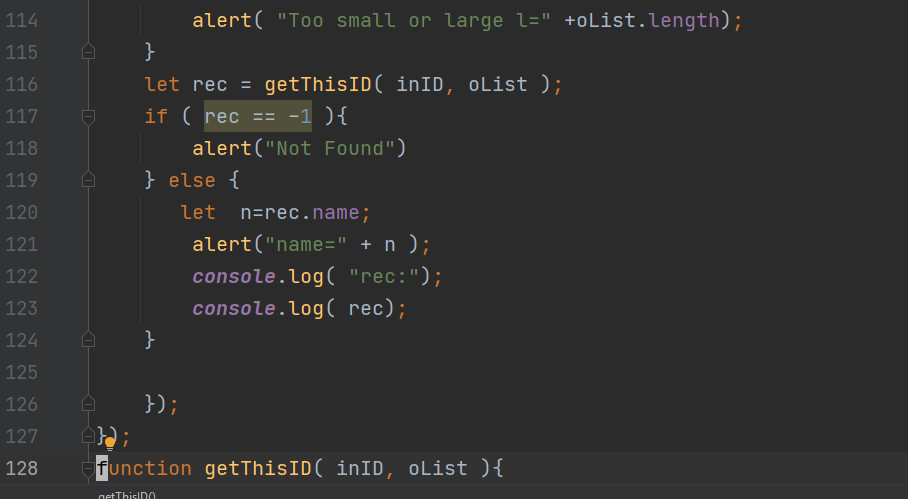 114 alert( "Too small or large l=" +oList.length);
115 }
116 let rec = getThisID( inID, oList );
117 if ( rec == -1 ){
118 alert("Not Found")
119 } else {
120 let  n=rec.name;
121 alert("name=" + n );
122 console.log( "rec:");
123 console.log( rec);
124 }
125
126 });
127 });
128 function getThisID( inID, oList ){
getThisID()